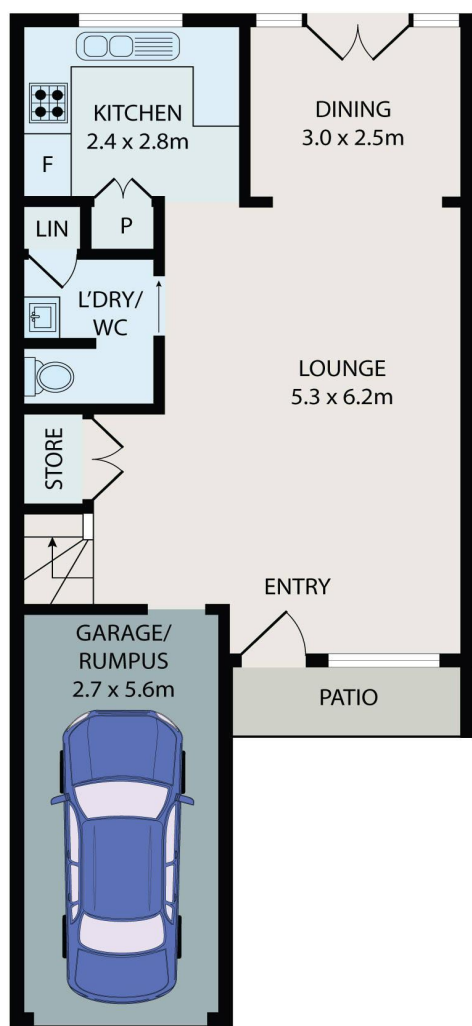 KITCHEN
2.4 x 2.8m
DINING
3.0 x 2.5m
F
P
LIN
L'DRY/
WC
LOUNGE
5.3 x 6.2m
STORE
ENTRY
GARAGE/
RUMPUS
2.7 x 5.6m
PATIO